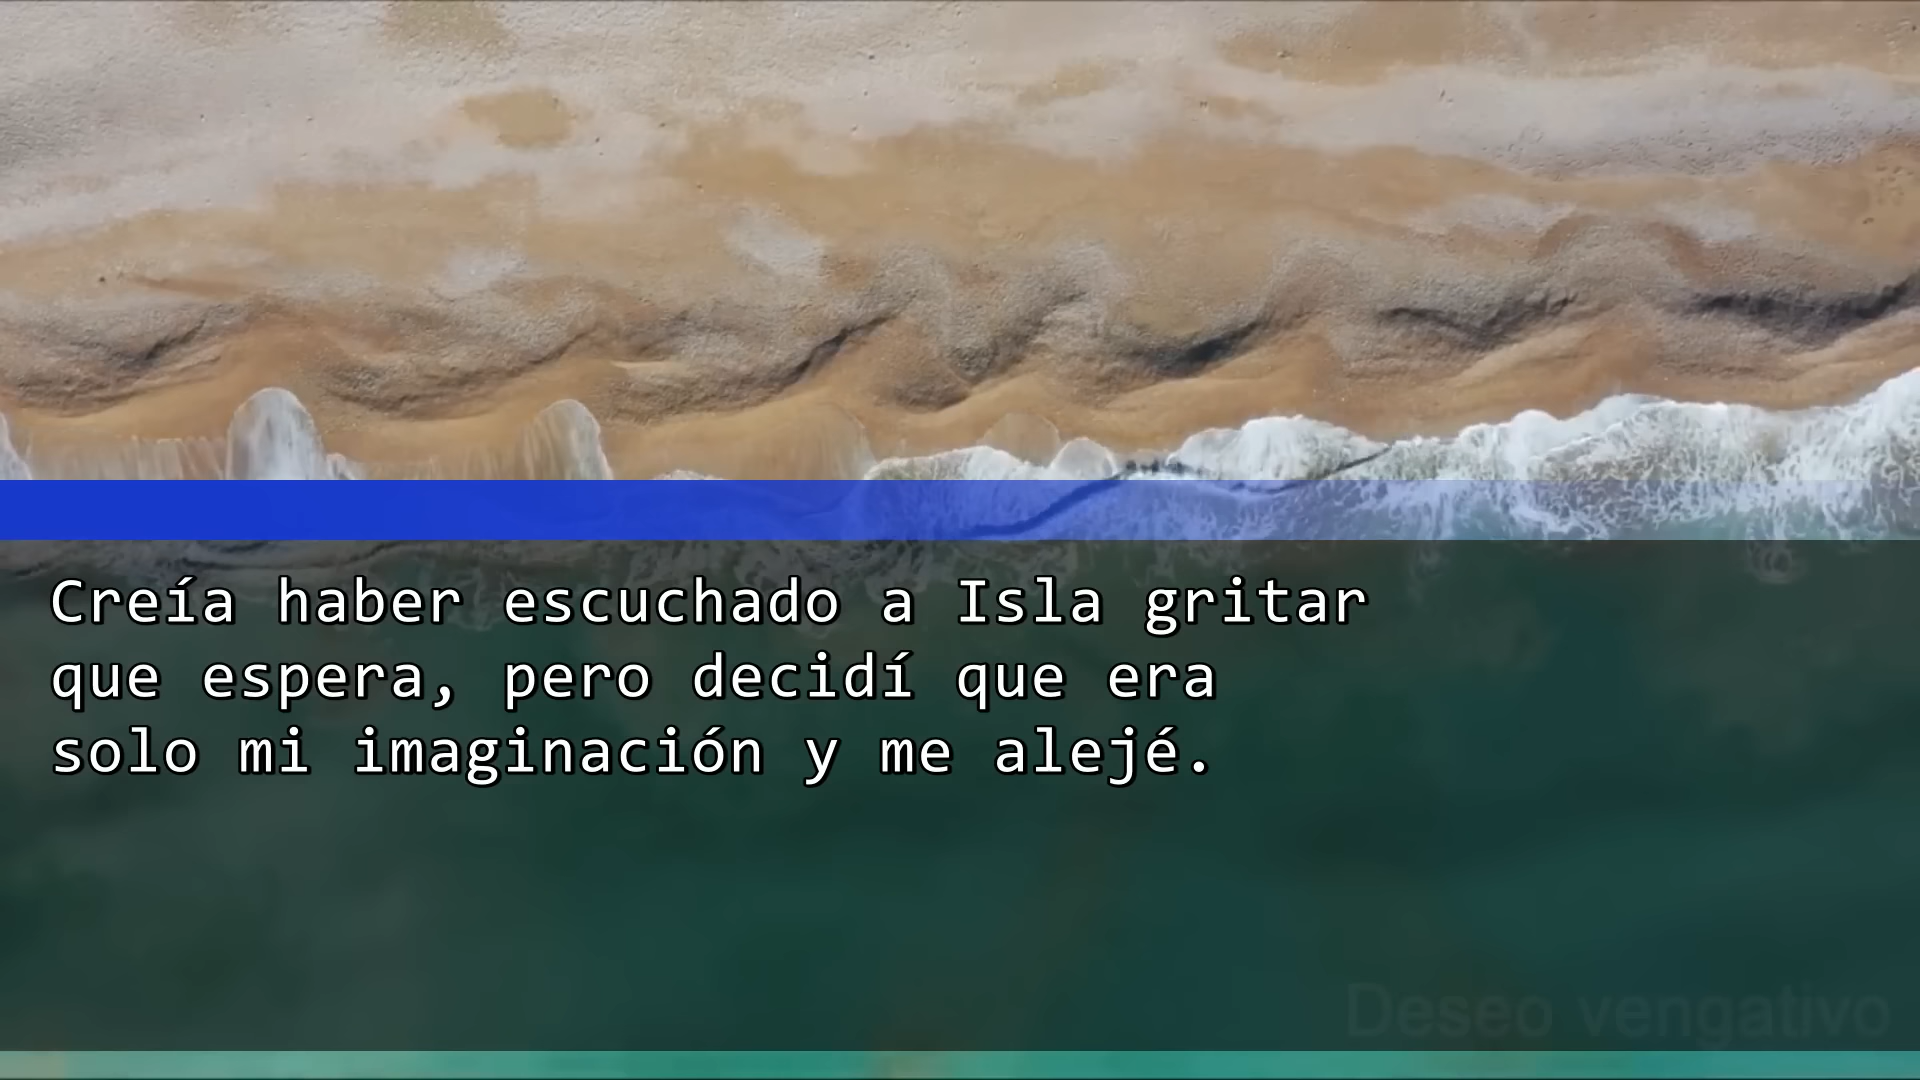 Creía haber escuchado a Isla gritar
que espera, pero decidí que era
solo mi imaginación y me alejé.
Deseo vengativo